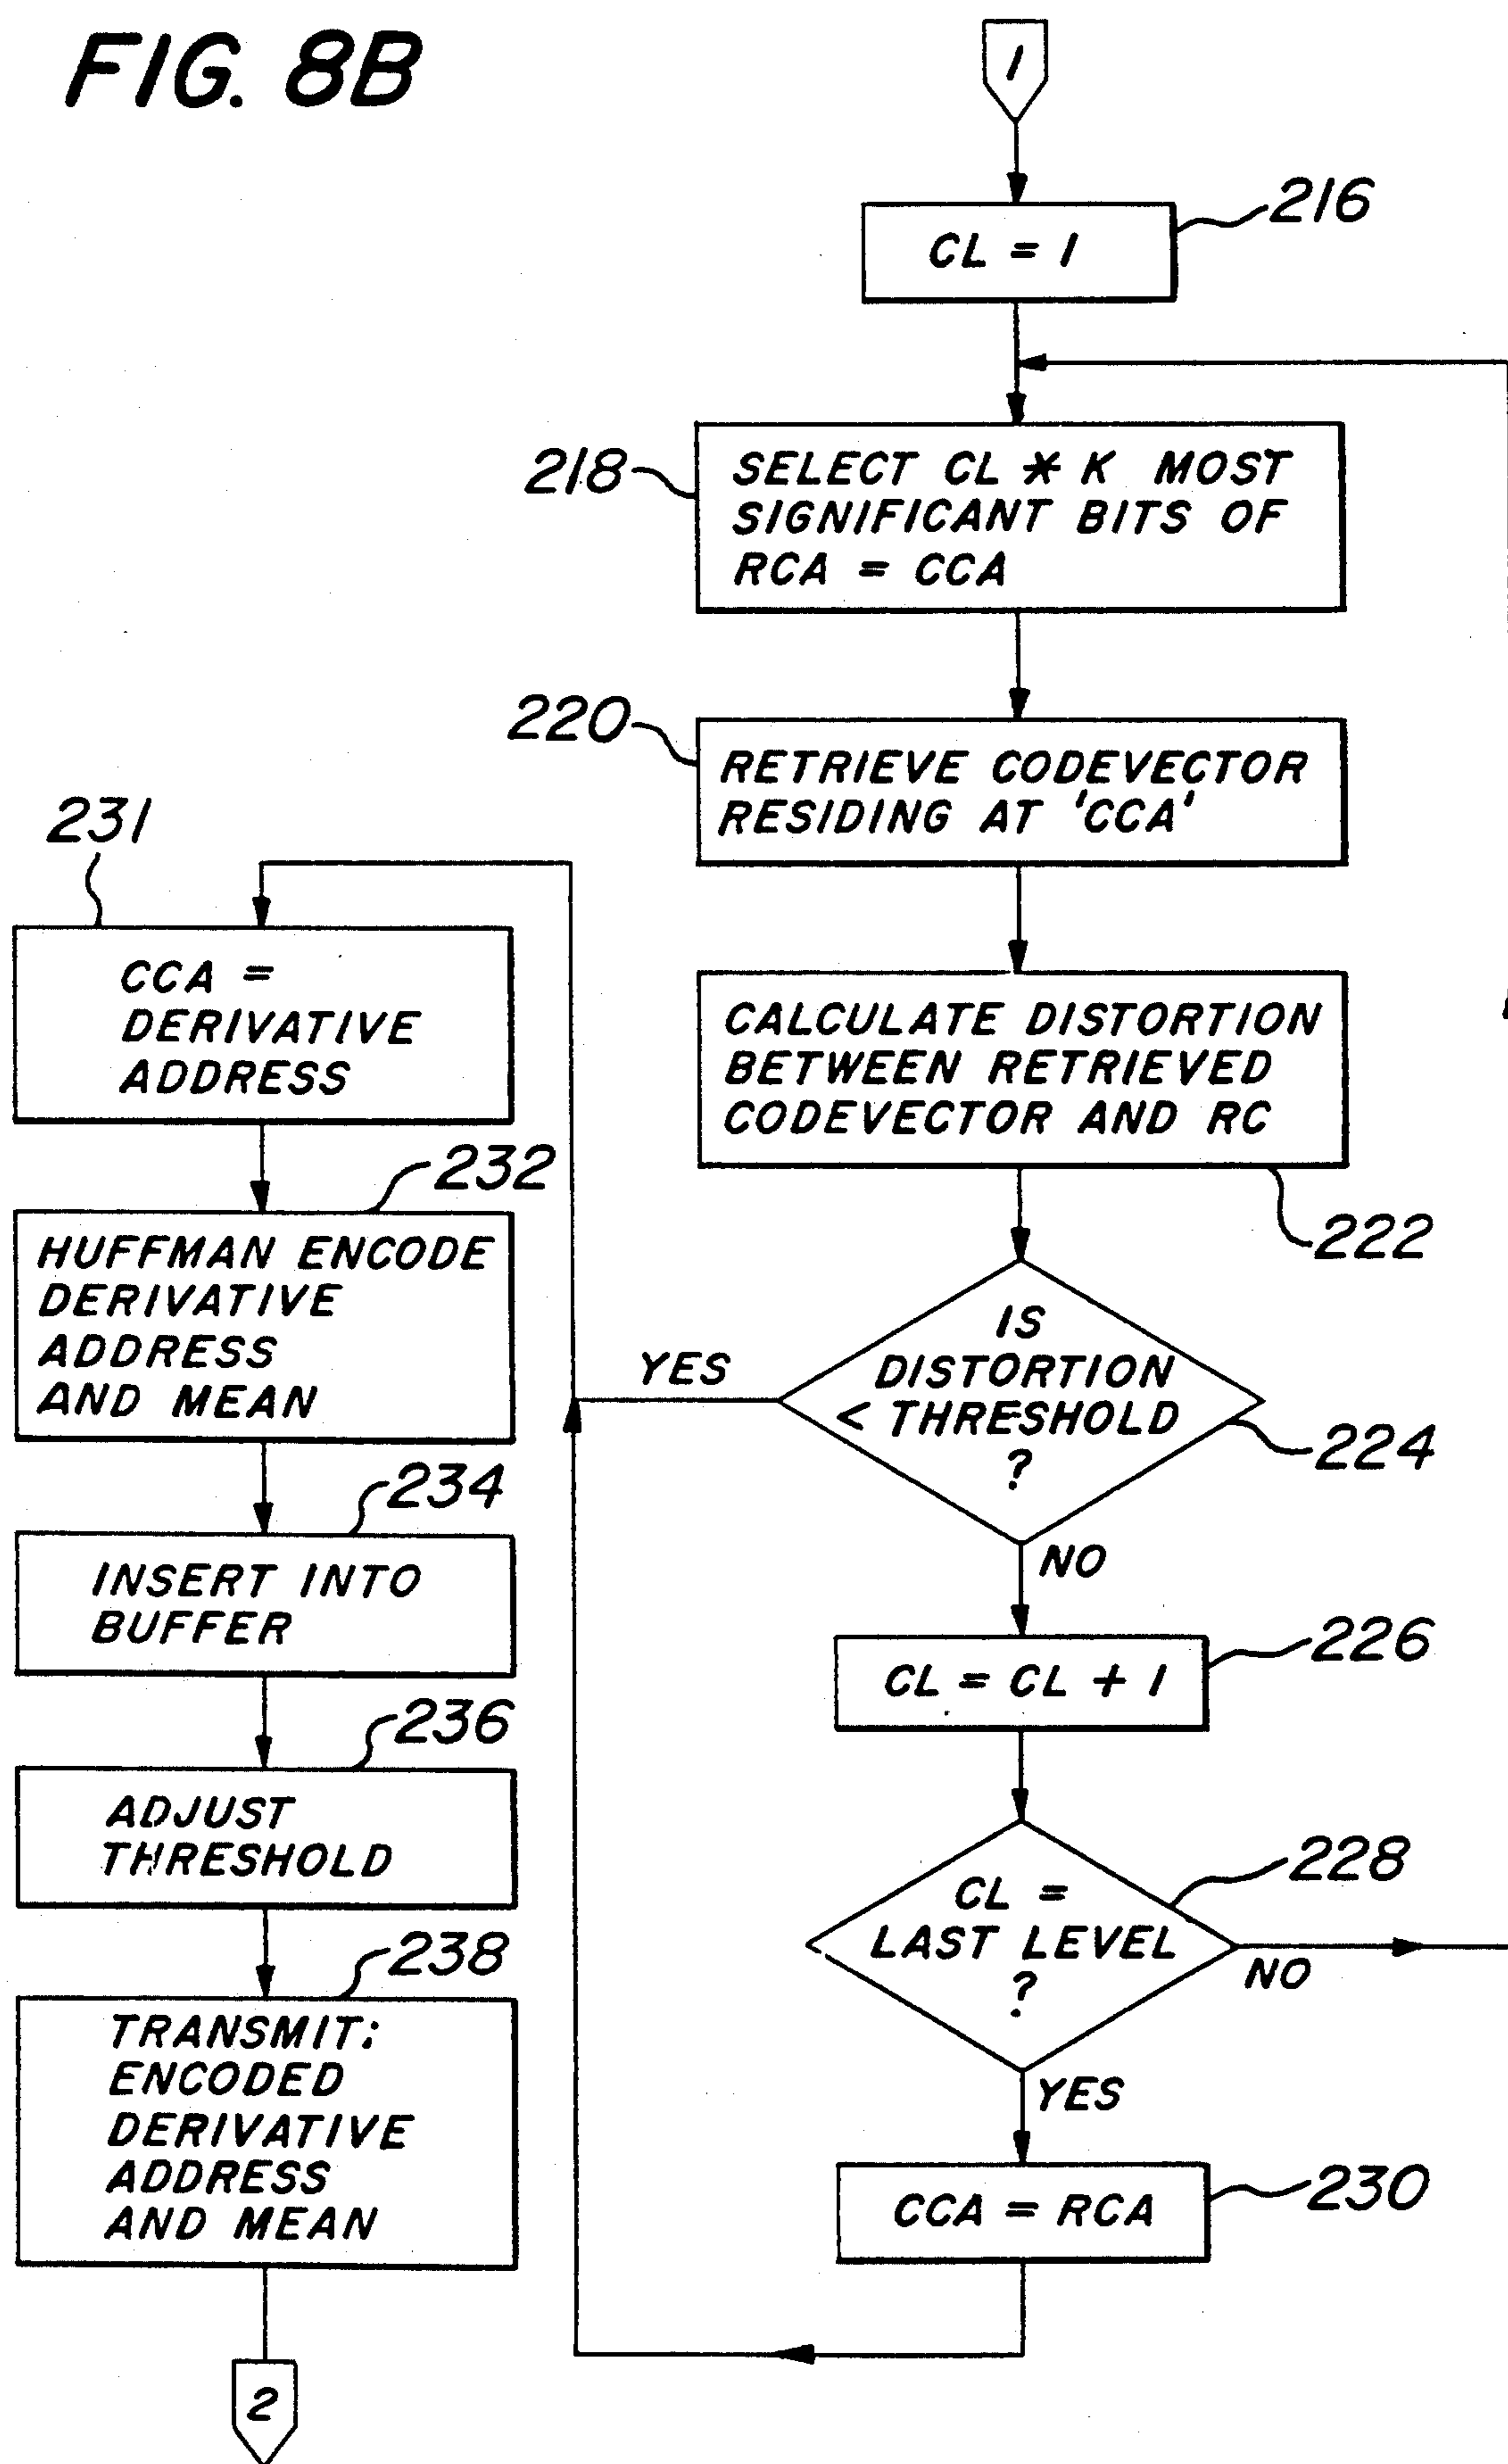 FIG. 8B
1
216
CL = 1
218
SELECT CL * K MOST
SIGNIFICANT BITS OF
RCA = CCA
220
RETRIEVE CODEVECTOR
RESIDING AT 'CCA'
CALCULATE DISTORTION
BETWEEN RETRIEVED
CODEVECTOR AND RC
222
IS
DISTORTION
< THRESHOLD
?
224
YES
NO
226
CL = CL + 1
228
CL =
LAST LEVEL
?
NO
YES
CCA = RCA
230
231
CCA =
DERIVATIVE
ADDRESS
232
HUFFMAN ENCODE
DERIVATIVE
ADDRESS
AND MEAN
234
INSERT INTO
BUFFER
236
ADJUST
THRESHOLD
238
TRANSMIT:
ENCODED
DERIVATIVE
ADDRESS
AND MEAN
2